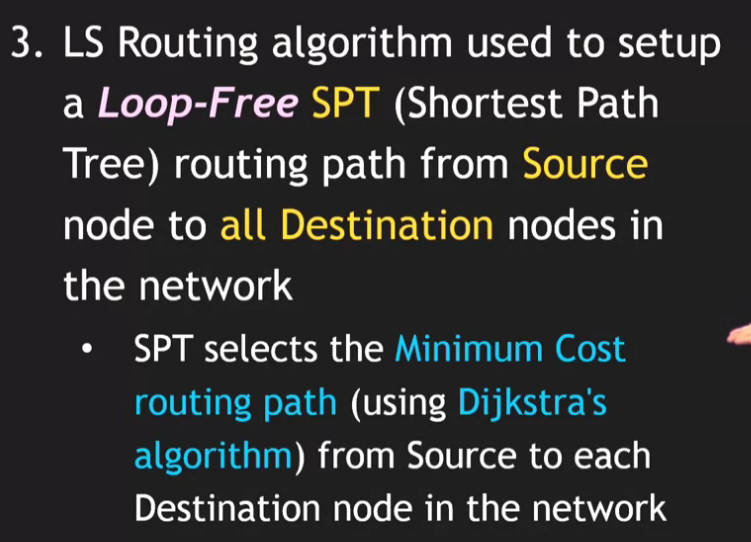 3. LS Routing algorithm used to setup
a Loop-Free SPT (Shortest Path
Tree) routing path from Source
node to all Destination nodes in
the network
• SPT selects the Minimum Cost
routing path (using Dijkstra's
algorithm) from Source to each
Destination node in the network